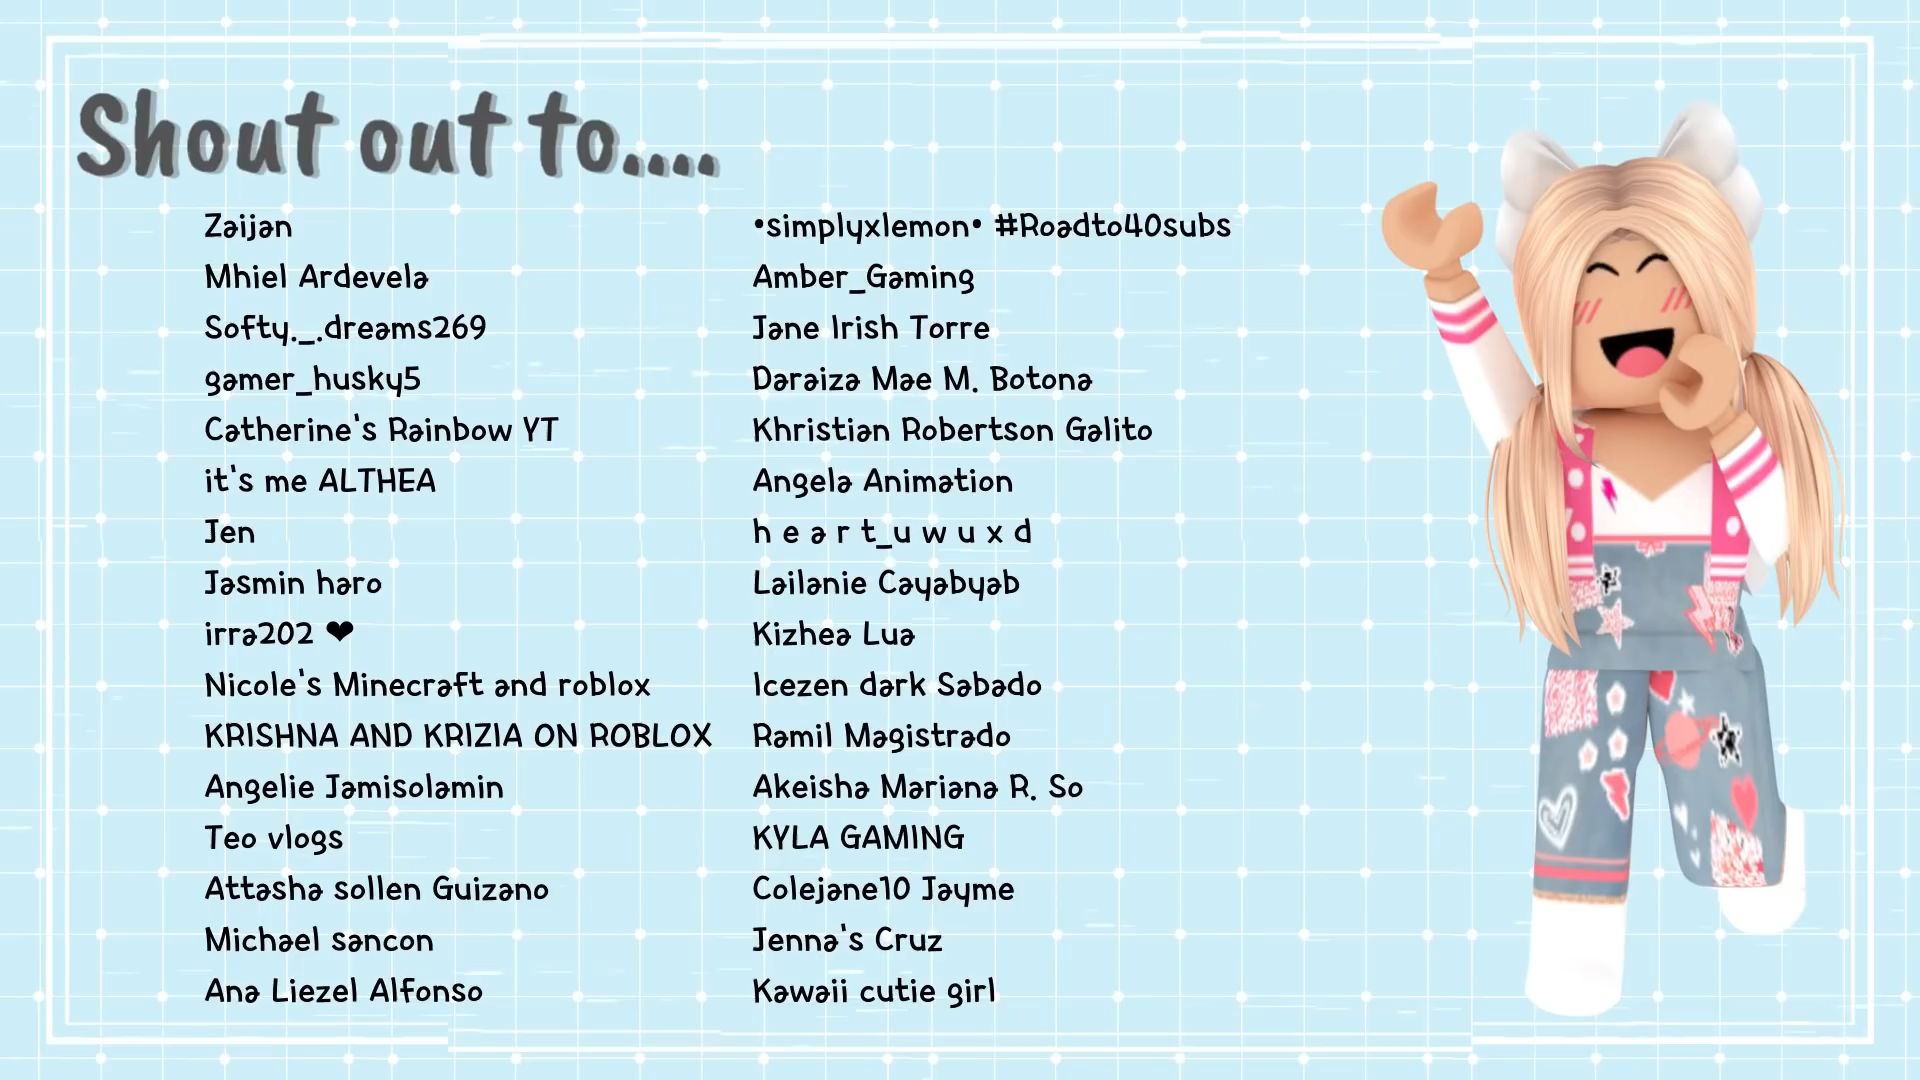 Shout out to....
Zaijan
Mhiel Ardevela
Softy._.dreams269
gamer_husky5
Catherine's Rainbow YT
it's me ALTHEA
Jen
Jasmin haro
irra202 ❤
Nicole's Minecraft and roblox
KRISHNA AND KRIZIA ON ROBLOX
Angelie Jamisolamin
Teo vlogs
Attasha sollen Guizano
Michael sancon
Ana Liezel Alfonso
•simplyxlemon• #Roadto40subs
Amber_Gaming
Jane Irish Torre
Daraiza Mae M. Botona
Khristian Robertson Galito
Angela Animation
h e a r t_u w u x d
Lailanie Cayabyab
Kizhea Lua
Icezen dark Sabado
Ramil Magistrado
Akeisha Mariana R. So
KYLA GAMING
Colejane10 Jayme
Jenna's Cruz
Kawaii cutie girl